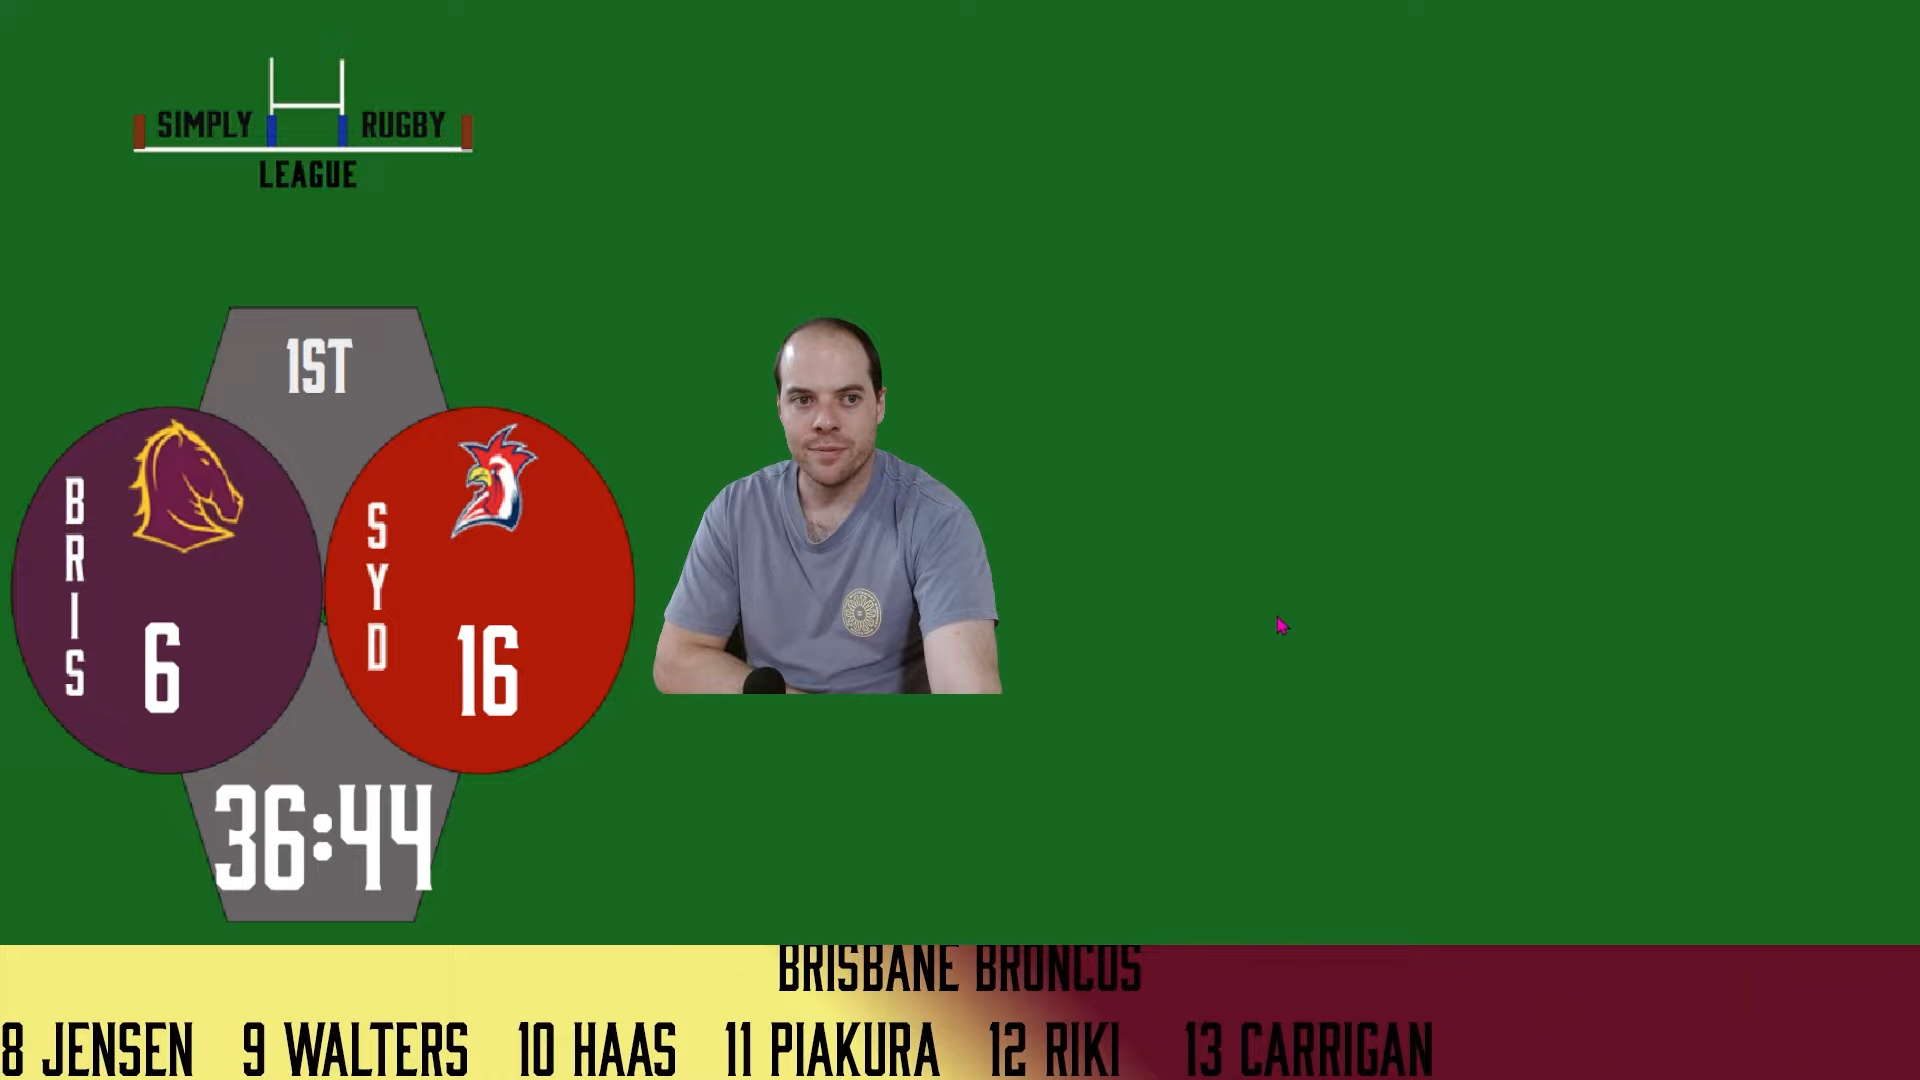 SIMPLY RUGBY
LEAGUE
1ST
BRIS
6
SYD
16
36:44
BRISBANE BRONCOS
8 JENSEN 9 WALTERS 10 HAAS 11 PIAKURA 12 RIKI 13 CARRIGAN